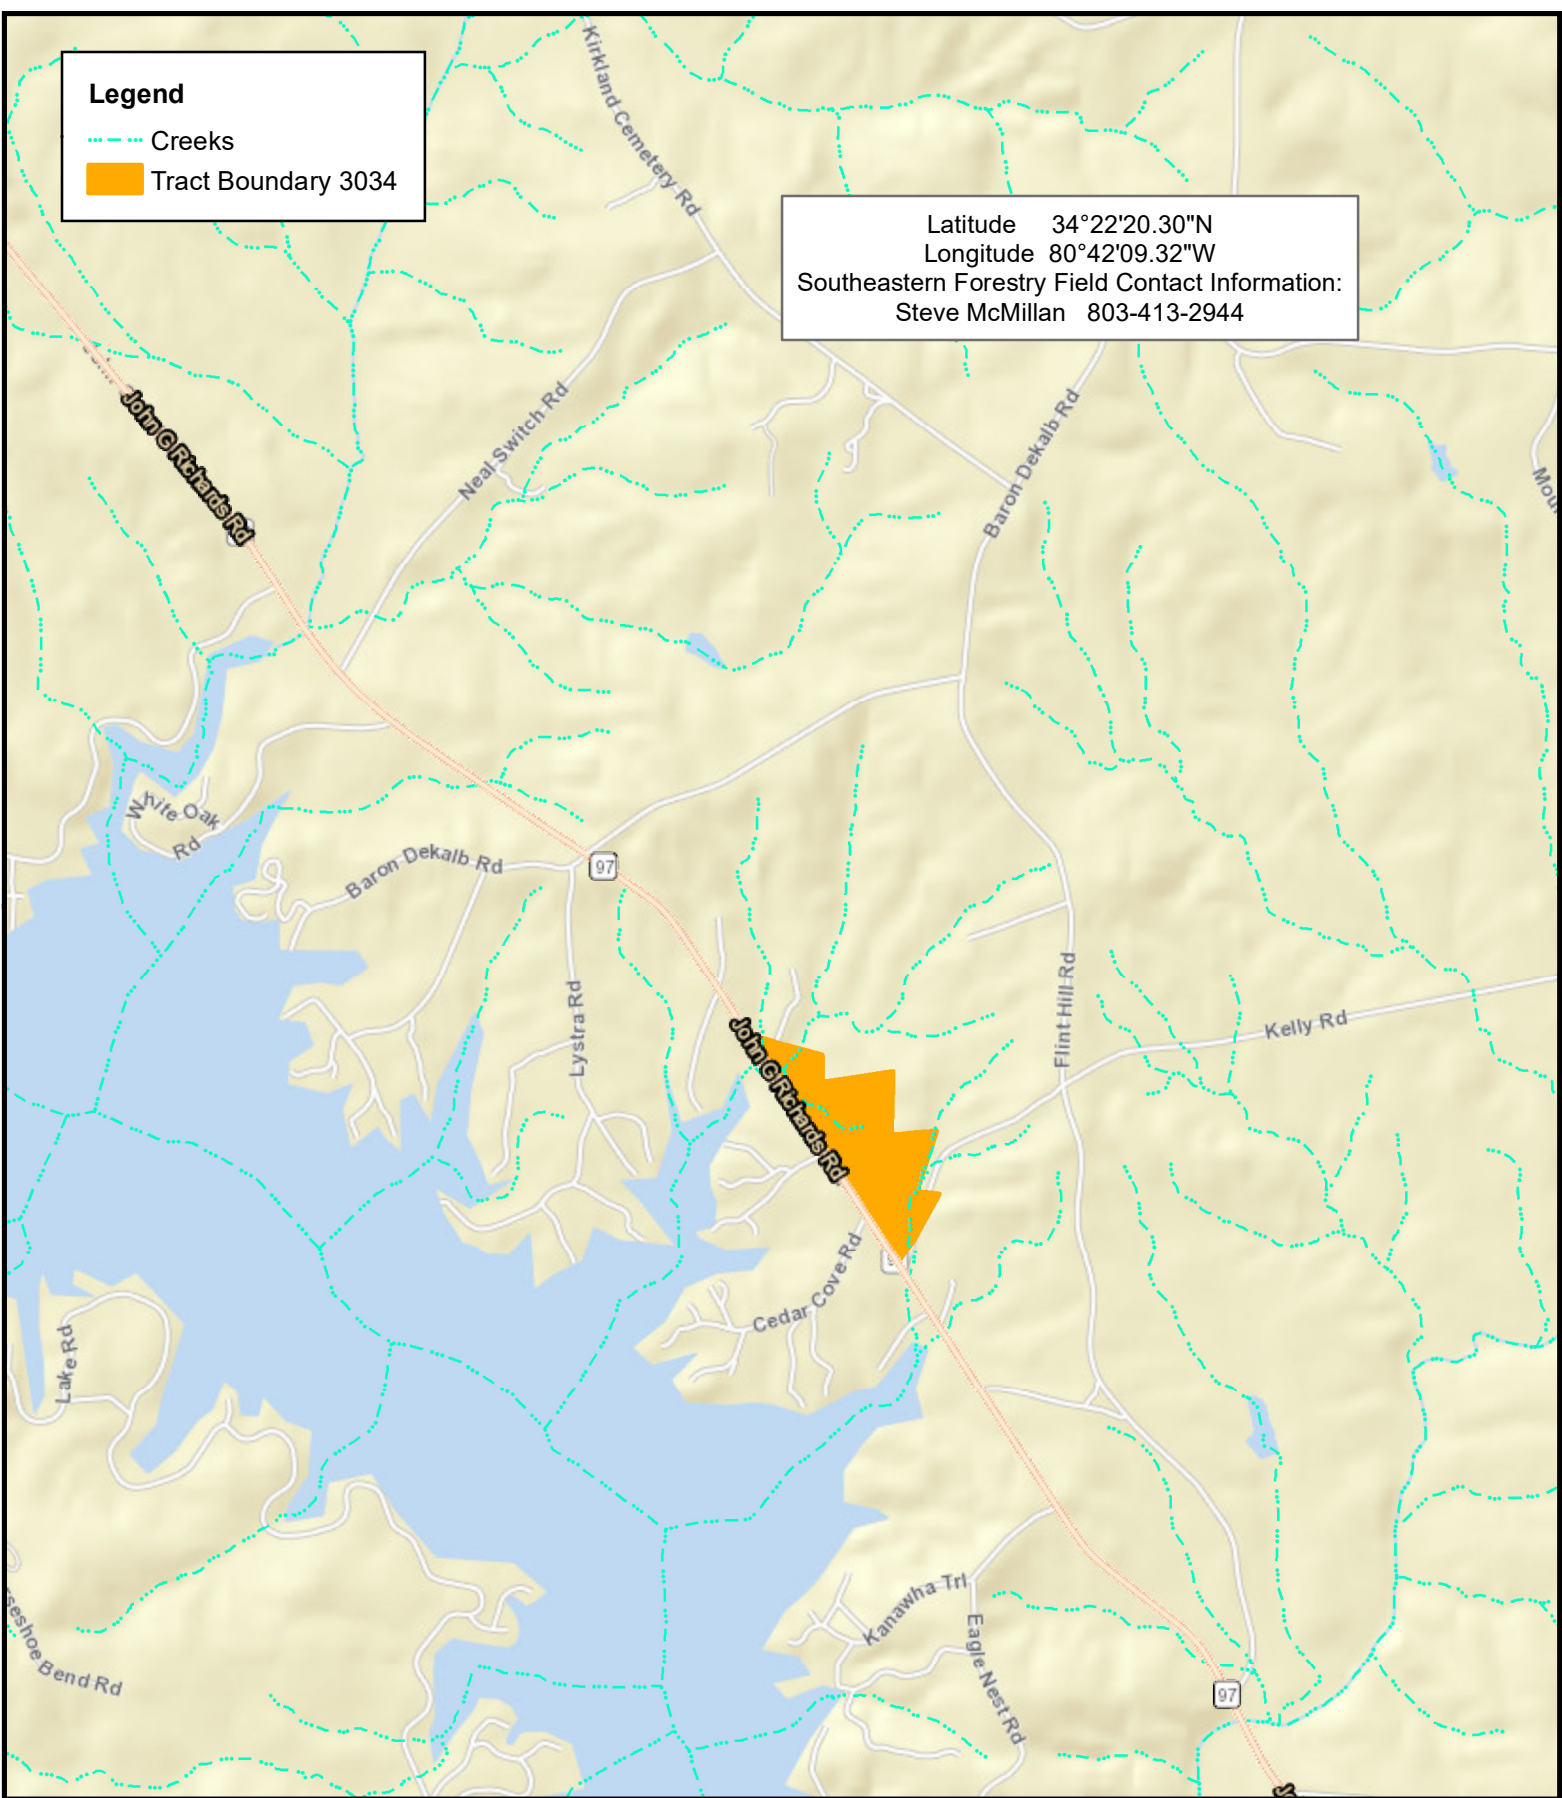 Legend
Creeks
Tract Boundary 3034
Kirkland Cemetery Rd
Latitude 34°22'20.30"N
Longitude 80°42'09.32"W
Southeastern Forestry Field Contact Information:
Steve McMillan 803-413-2944
John G Richards Rd
Neal Switch Rd
Baron Dekalb Rd
White Oak
Rd
Baron Dekalb Rd
97
Lystra Rd
Flint Hill Rd
Kelly Rd
John G Richards Rd
Cedar Cove Rd
Lake Rd
Kanawha Trl
Eagle Nest Rd
seshoe Bend Rd
97